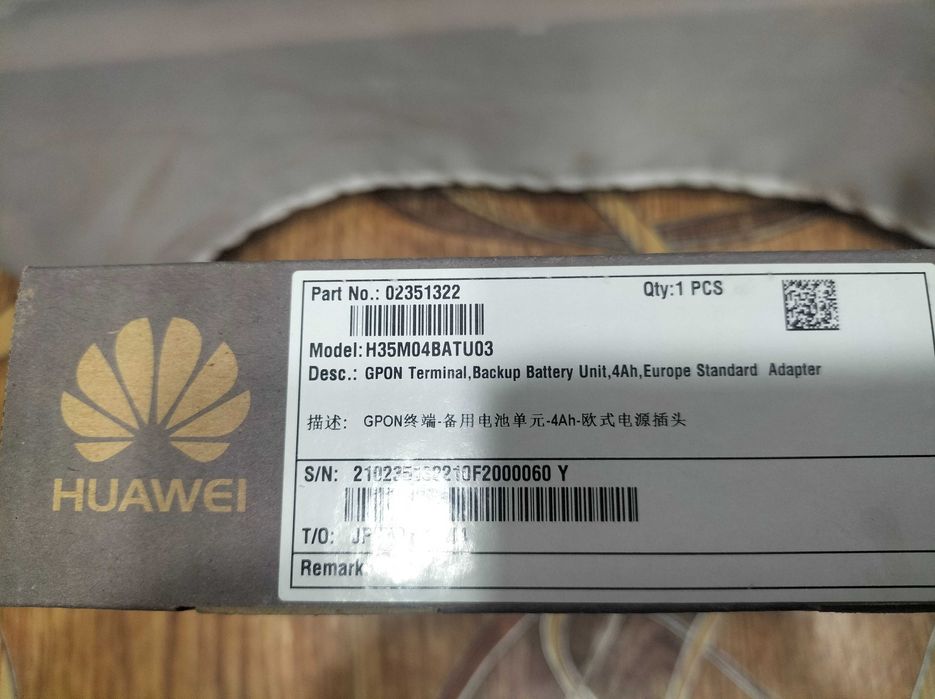 HUAWEI
Part No.: 02351322
Qty:1 PCS
Model:H35M04BATU03
Desc.: GPON Terminal,Backup Battery Unit,4Ah,Europe Standard Adapter
描述: GPON终端-备用电池单元-4Ah-欧式电源插头
S/N: Y
T/O:
Remark